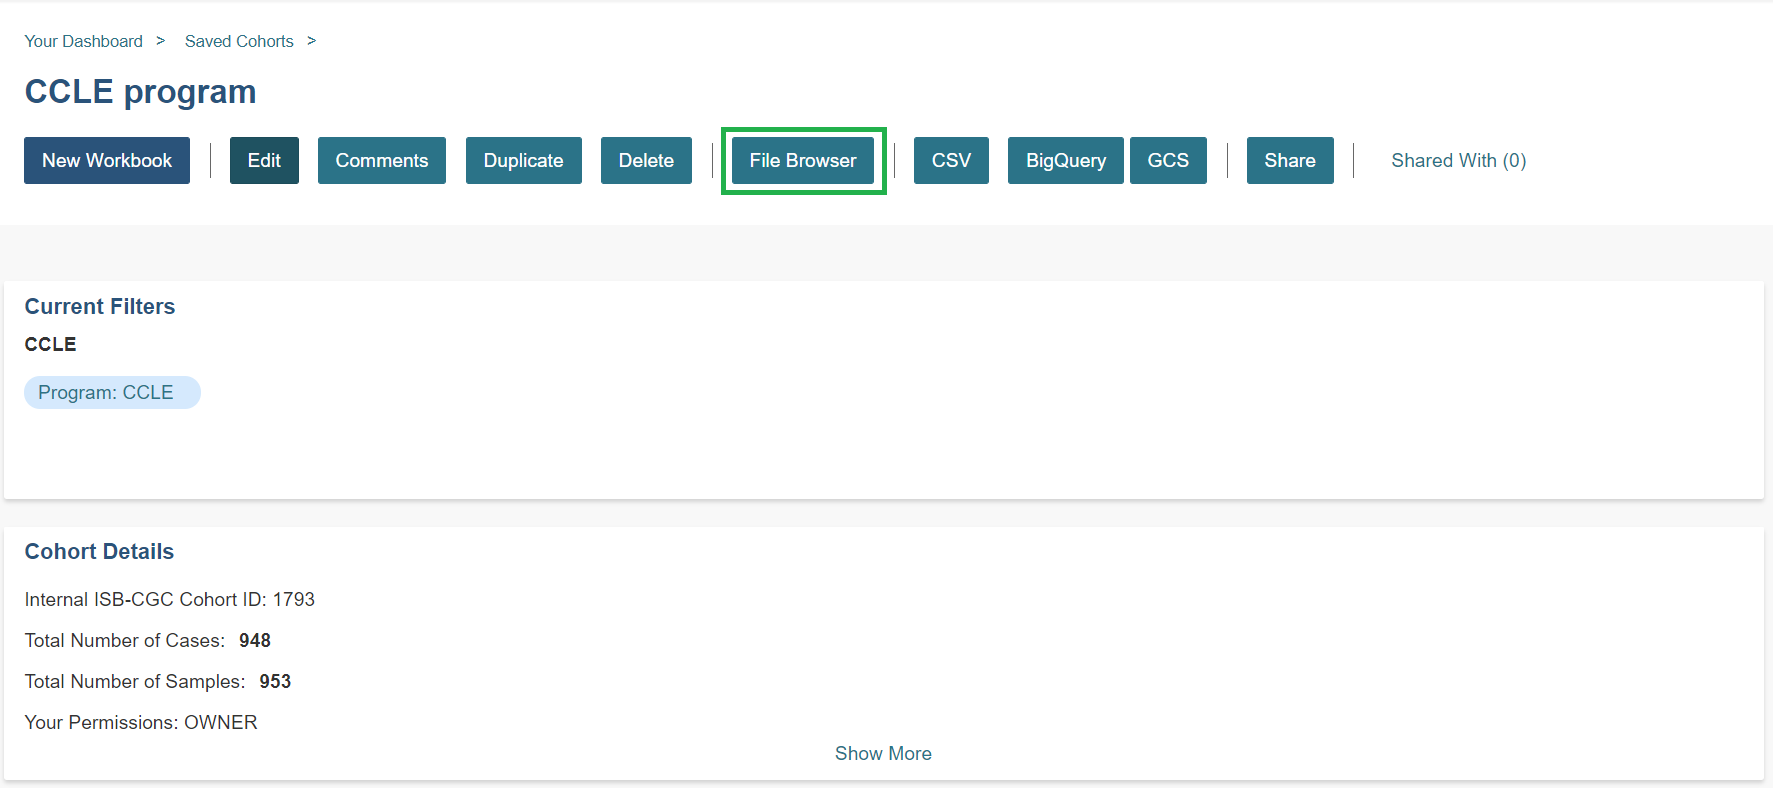 Your Dashboard > Saved Cohorts >
CCLE program
New Workbook Edit Comments Duplicate Delete File Browser CSV BigQuery GCS Share Shared With (0)
Current Filters
CCLE
Program: CCLE
Cohort Details
Internal ISB-CGC Cohort ID: 1793
Total Number of Cases: 948
Total Number of Samples: 953
Your Permissions: OWNER
Show More